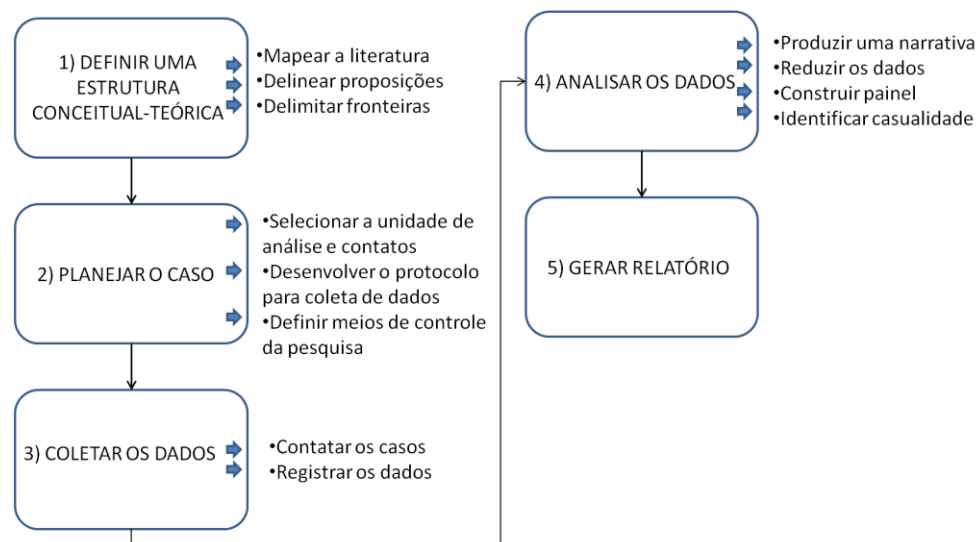 1) DEFINIR UMA
ESTRUTURA
CONCEITUAL-TEÓRICA
•Mapear a literatura
•Delinear proposições
•Delimitar fronteiras
2) PLANEJAR O CASO
•Selecionar a unidade de
análise e contatos
•Desenvolver o protocolo
para coleta de dados
•Definir meios de controle
da pesquisa
3) COLETAR OS DADOS
•Contatar os casos
•Registrar os dados
4) ANALISAR OS DADOS
•Produzir uma narrativa
•Reduzir os dados
•Construir painel
•Identificar casualidade
5) GERAR RELATÓRIO